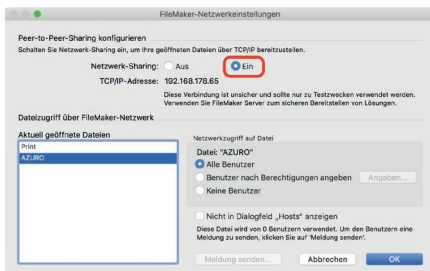 FileMaker-Netzwerkeinstellungen
Peer-to-Peer-Sharing konfigurieren
Schalten Sie Netzwerk-Sharing ein, um Ihre geöffneten Dateien über TCP/IP bereitzustellen.
Netzwerk-Sharing: Aus Ein
TCP/IP-Adresse: 192.168.178.65
Diese Verbindung ist unsicher und sollte nur zu Testzwecken verwendet werden.
Verwenden Sie FileMaker Server zum sicheren Bereitstellen von Lösungen.
Dateizugriff über FileMaker-Netzwerk
Aktuell geöffnete Dateien
Print
AZURO
Netzwerkzugriff auf Datei
Datei: "AZURO"
Alle Benutzer
Benutzer nach Berechtigungen angeben Angeben...
Keine Benutzer
Nicht in Dialogfeld „Hosts" anzeigen
Diese Datei wird von 0 Benutzern verwendet. Um den Benutzern eine
Meldung zu senden, klicken Sie auf 'Meldung senden'.
Meldung senden... Abbrechen OK